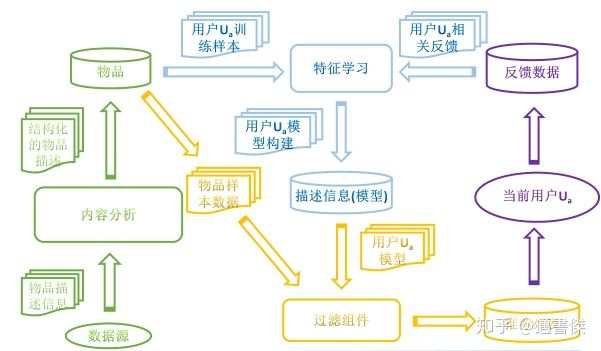 用户Ua训
练样本
用户Ua相
关反馈
物品
特征学习
反馈数据
结构化
的物品
描述
用户Ua模
型构建
物品样
本数据
描述信息(模型)
当前用户Ua
内容分析
用户Ua
模型
物品描
述信息
数据源
过滤组件
知乎